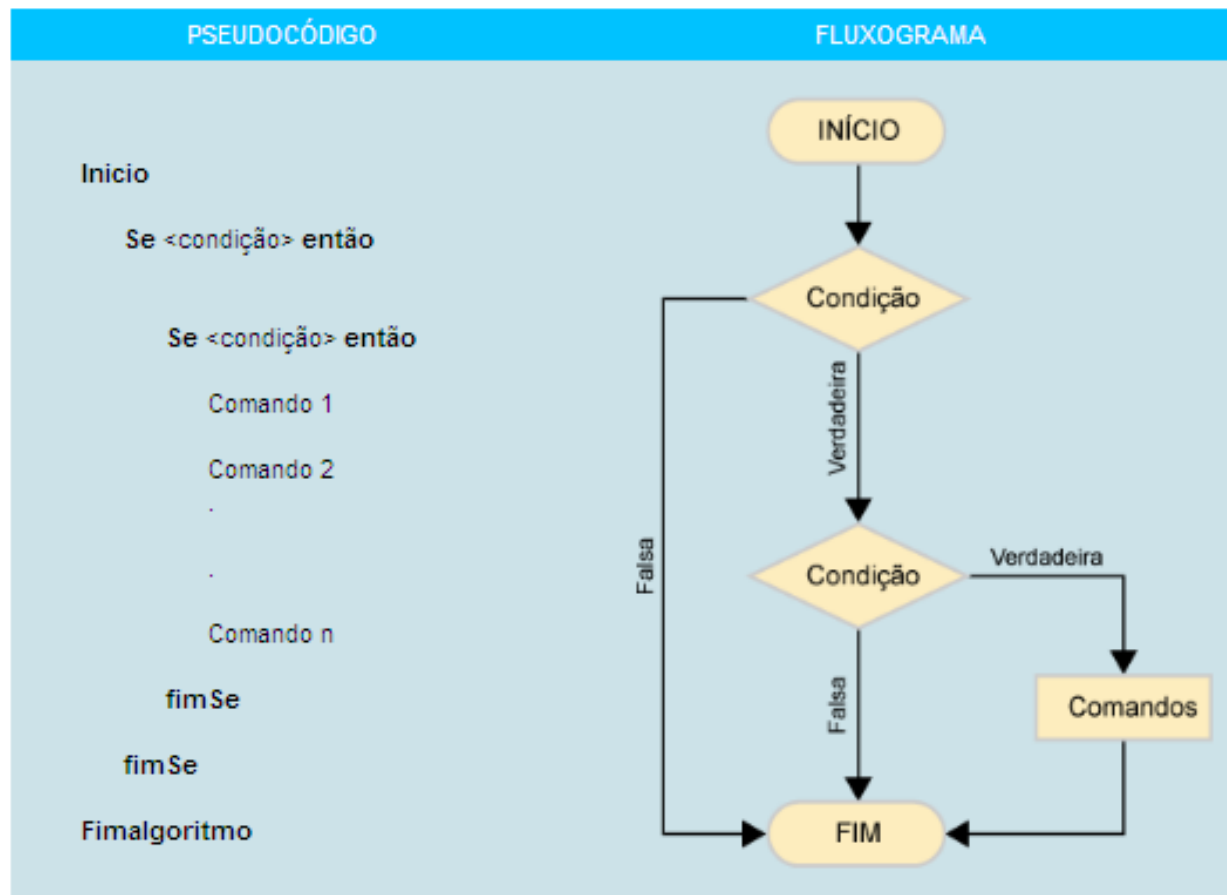 PSEUDOCÓDIGO
Inicio
Se <condição> então
Se <condição> então
Comando 1
Comando 2
.
.
Comando n
fimSe
fimSe
Fimalgoritmo
FLUXOGRAMA
INÍCIO
Condição
Verdadeira
Falsa
Condição
Verdadeira
Falsa
Comandos
FIM